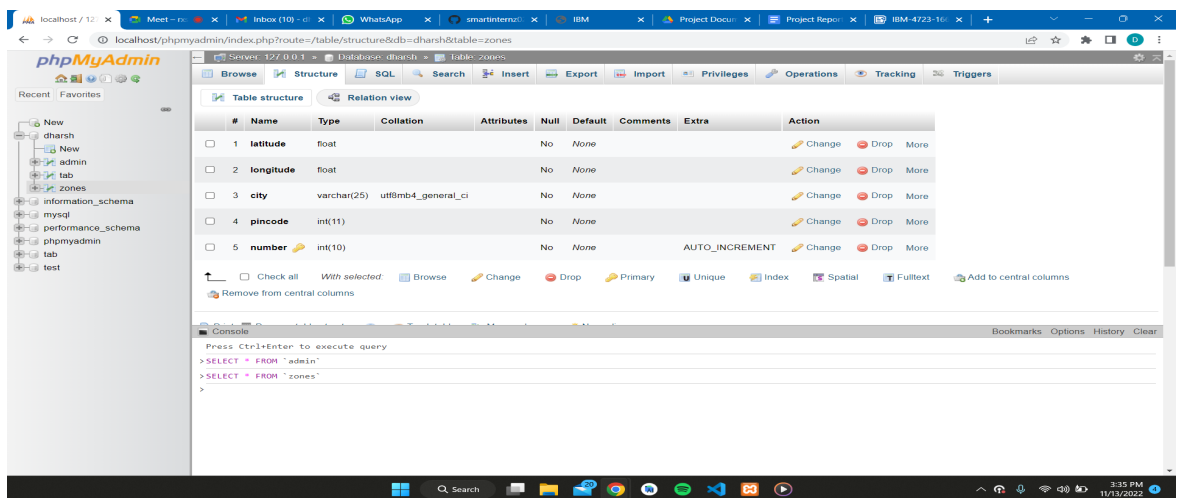 localhost / 127 Meet – rxc Inbox (10) - d WhatsApp smartinternz0 IBM Project Docum Project Report IBM-4723-166
localhost/phpmyadmin/index.php?route=/table/structure&db=dharsh&table=zones D
phpMyAdmin
Recent Favorites
New
dharsh
New
admin
tab
zones
information_schema
mysql
performance_schema
phpmyadmin
tab
test
Server: 127.0.0.1 » Database: dharsh » Table: zones
Browse Structure SQL Search Insert Export Import Privileges Operations Tracking Triggers
Table structure Relation view
# Name Type Collation Attributes Null Default Comments Extra Action
1 latitude float No None Change Drop More
2 longitude float No None Change Drop More
3 city varchar(25) utf8mb4_general_ci No None Change Drop More
4 pincode int(11) No None Change Drop More
5 number int(10) No None AUTO_INCREMENT Change Drop More
Check all With selected: Browse Change Drop Primary Unique Index Spatial Fulltext Add to central columns
Remove from central columns
Console Bookmarks Options History Clear
Press Ctrl+Enter to execute query
>SELECT * FROM `admin`
>SELECT * FROM `zones`
>
Search 20 3:35 PM
11/13/2022 4